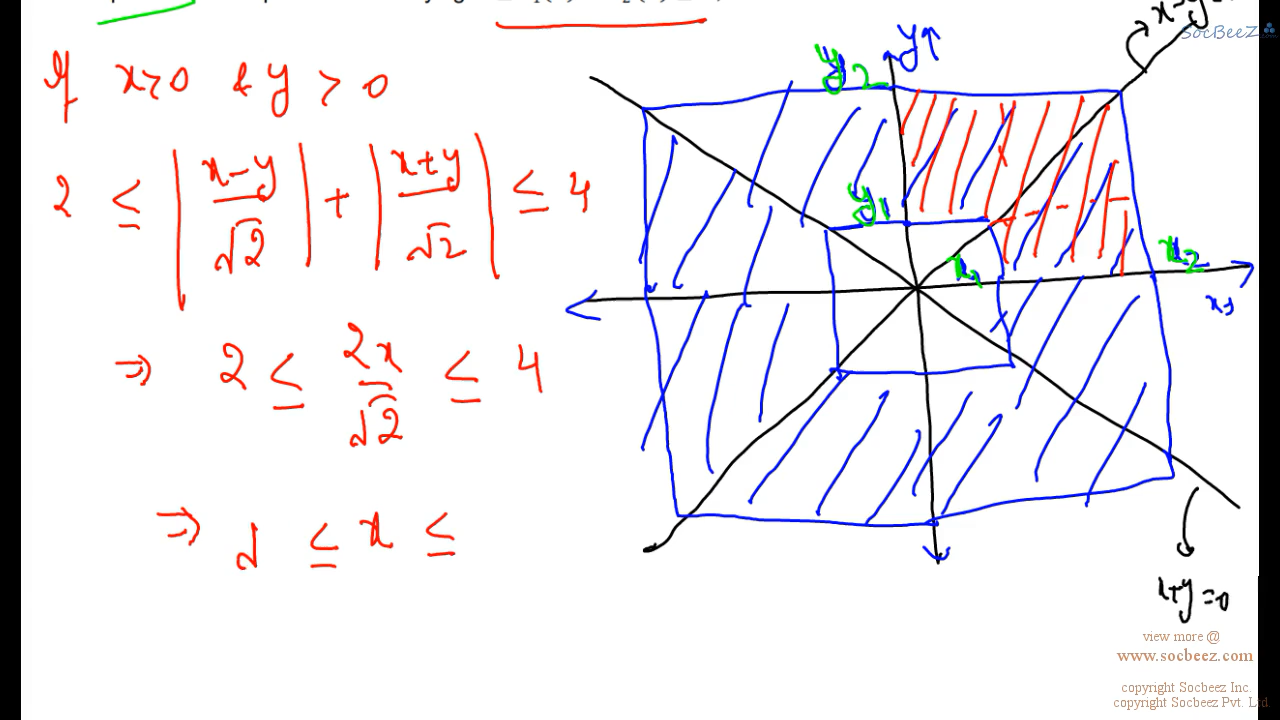 If x > 0 & y > 0
2 ≤ |x-y/√2| + |x+y/√2| ≤ 4
⇒ 2 ≤ 2x/√2 ≤ 4
⇒ √ ≤ x ≤
y2
y
y1
x1
x2
x
SocBeeZ
x+y=0
view more @
www.socbeez.com
copyright Socbeez Inc.
copyright Socbeez Pvt. Ltd.